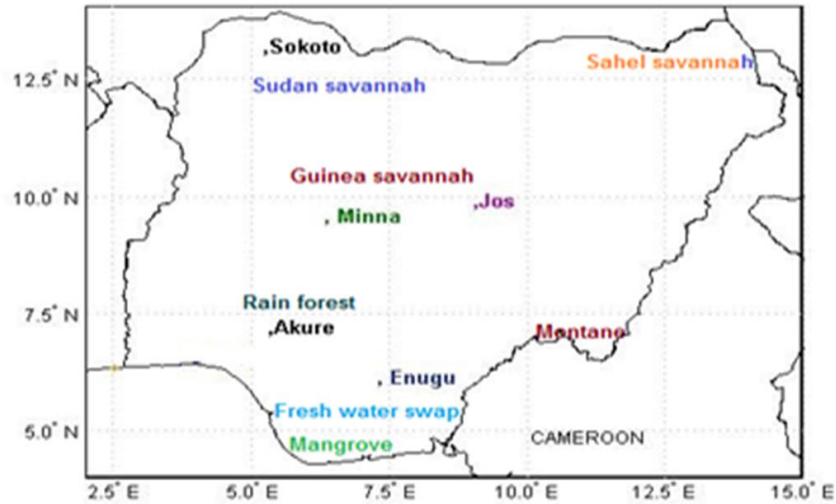 ,Sokoto
Sahel savannah
12.5° N
Sudan savannah
Guinea savannah
10.0° N
,Jos
, Minna
Rain forest
7.5° N
,Akure
Montane
, Enugu
Fresh water swap
5.0° N
Mangrove
CAMEROON
2.5° E 5.0° E 7.5° E 10.0° E 12.5° E 15.0° E